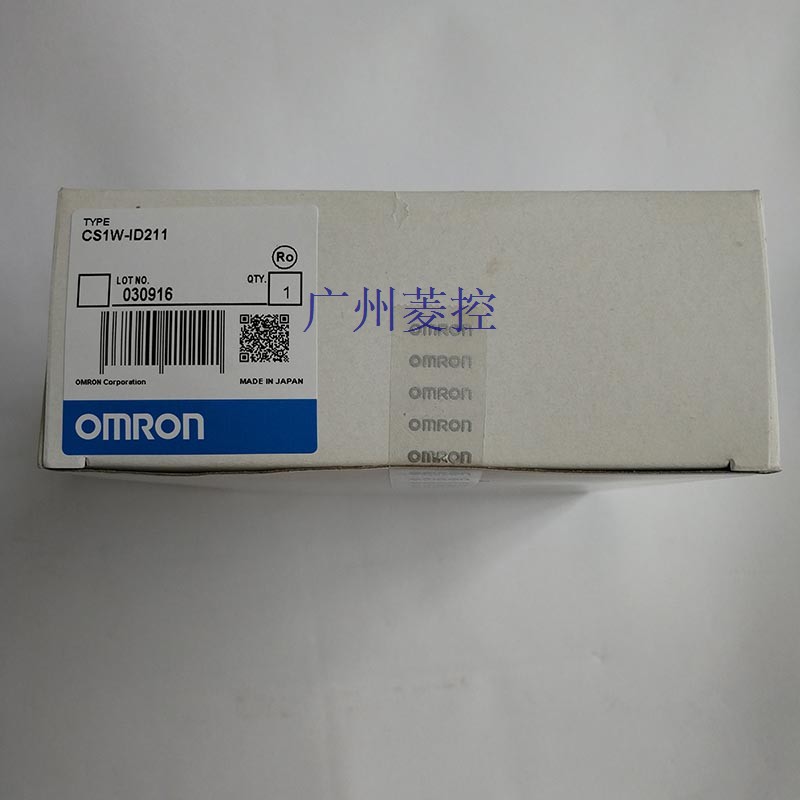 TYPE
CS1W-ID211
Ro
LOT NO.
030916
QTY.
1
OMRON Corporation
MADE IN JAPAN
OMRON
广州菱控
OMRON
OMRON
OMRON
OMRON
OMRON
OMRON